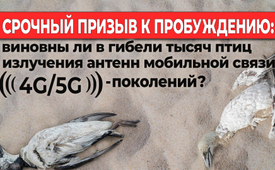 СРОЧНЫЙ ПРИЗЫВ К ПРОБУЖДЕНИЮ:
виновны ли в гибели тысяч птиц
излучения антенн мобильной связи
((( 4G/5G )))-поколений?